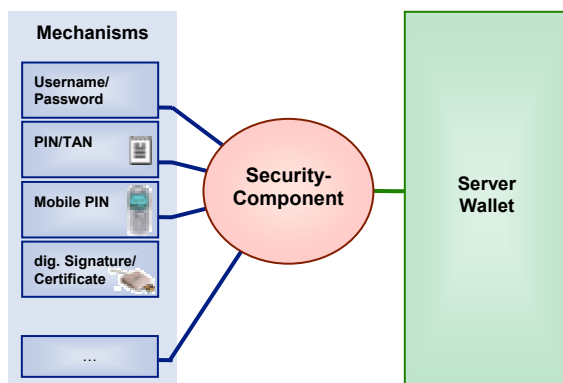 Mechanisms
Username/
Password
PIN/TAN
Mobile PIN
dig. Signature/
Certificate
...
Security-
Component
Server
Wallet